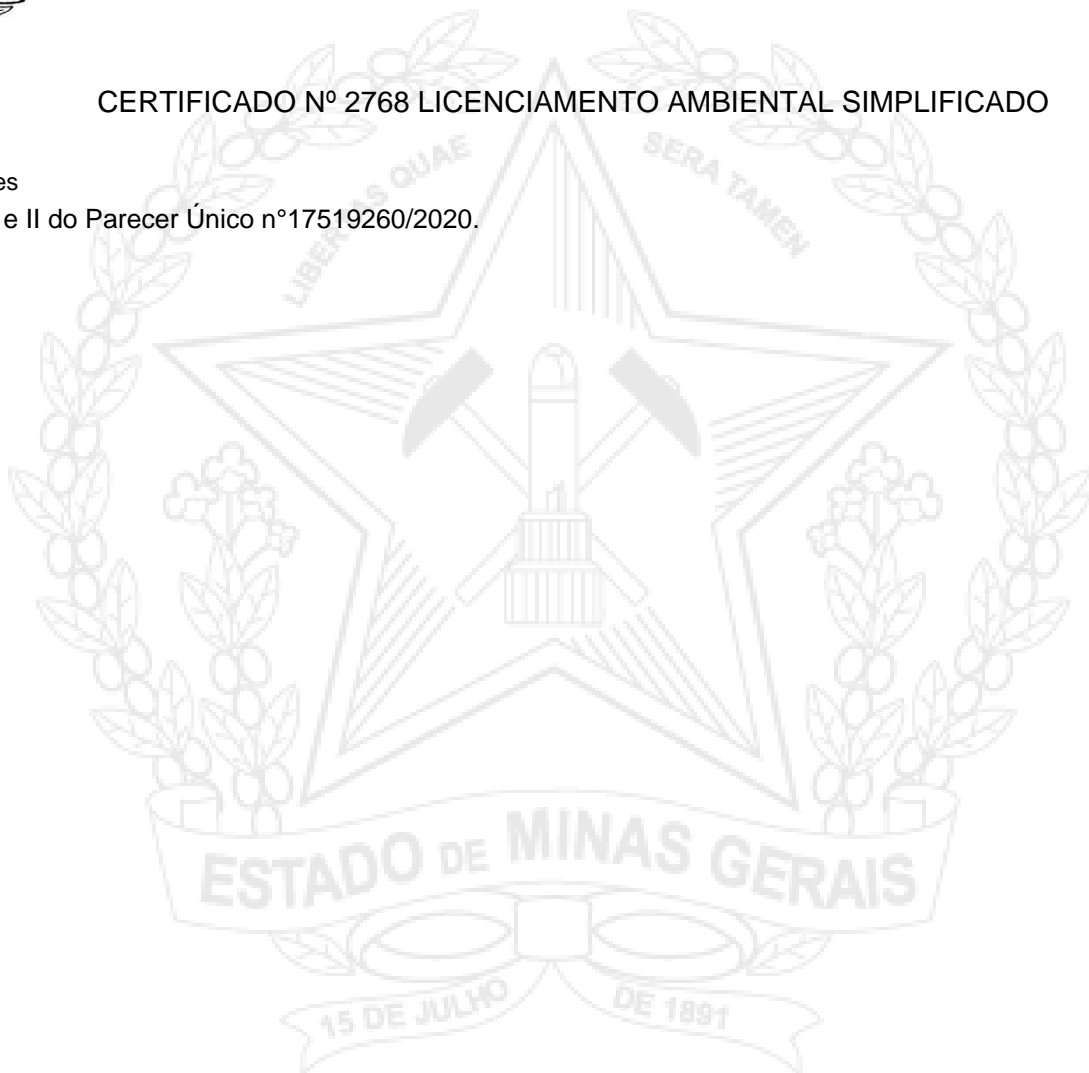 CERTIFICADO Nº 2768 LICENCIAMENTO AMBIENTAL SIMPLIFICADO
LIBERTAS QUAE SERA TAMEN
es
e II do Parecer Único n°17519260/2020.
ESTADO DE MINAS GERAIS
15 DE JULHO DE 1891